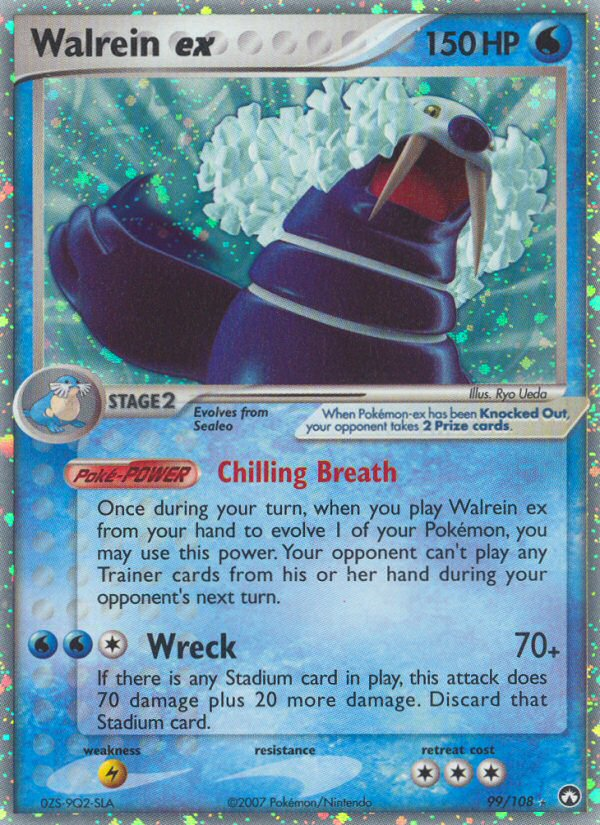 Walrein ex 150 HP
Illus. Ryo Ueda
STAGE 2
Evolves from
Sealeo
When Pokémon-ex has been Knocked Out,
your opponent takes 2 Prize cards.
Poké-POWER Chilling Breath
Once during your turn, when you play Walrein ex
from your hand to evolve 1 of your Pokémon, you
may use this power. Your opponent can't play any
Trainer cards from his or her hand during your
opponent's next turn.
Wreck 70+
If there is any Stadium card in play, this attack does
70 damage plus 20 more damage. Discard that
Stadium card.
weakness resistance retreat cost
0ZS-9Q2-SLA ©2007 Pokémon/Nintendo 99/108